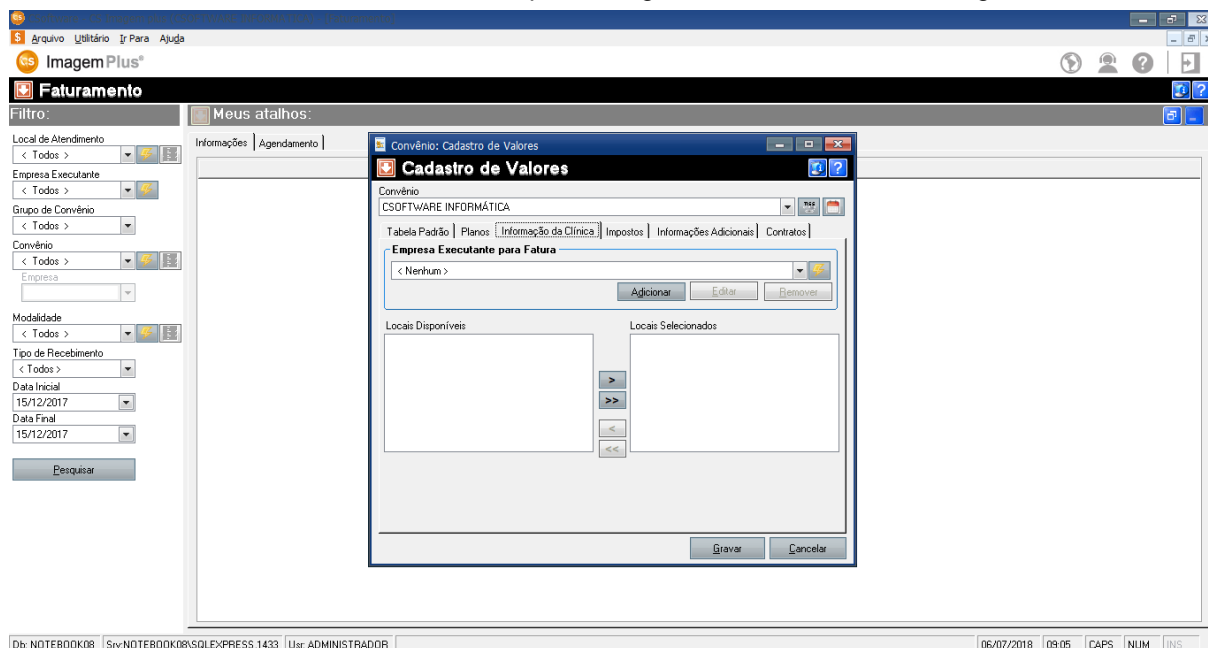 Arquivo Utilitário Ir Para Ajuda
ImagemPlus®
Faturamento
Filtro:
Meus atalhos:
Local de Atendimento
< Todos >
Empresa Executante
< Todos >
Grupo de Convênio
< Todos >
Convênio
< Todos >
Empresa
Modalidade
< Todos >
Tipo de Recebimento
< Todos >
Data Inicial
15/12/2017
Data Final
15/12/2017
Pesquisar
Informações Agendamento
Convênio: Cadastro de Valores
Cadastro de Valores
Convênio
CSOFTWARE INFORMÁTICA
Tabela Padrão Planos Informação da Clínica Impostos Informações Adicionais Contratos
Empresa Executante para Fatura
< Nenhum >
Adicionar Editar Remover
Locais Disponíveis Locais Selecionados
>
>>
<
<<
Gravar Cancelar
Db: NOTEBOOK08 Srv:NOTEBOOK08\SQLEXPRESS,1433 Usr: ADMINISTRADOR 06/07/2018 09:05 CAPS NUM INS